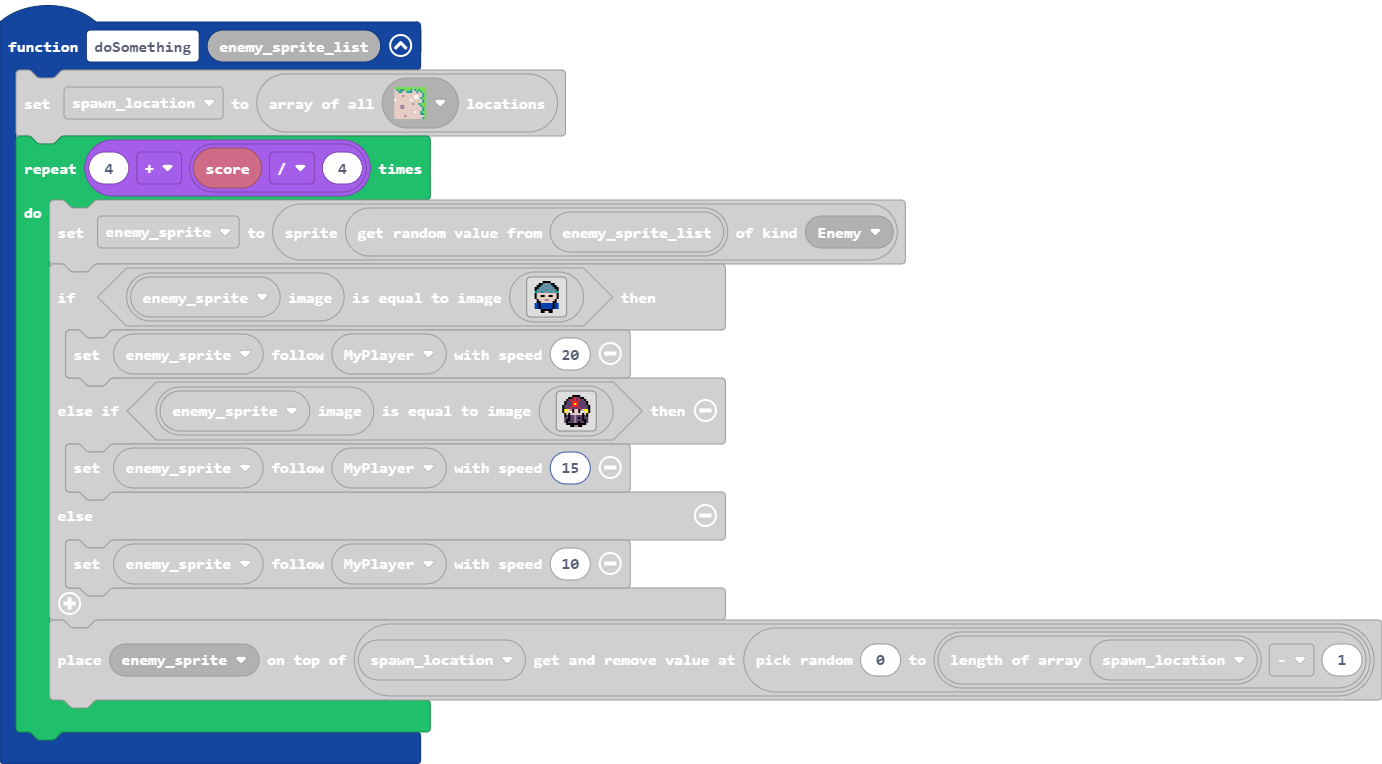 function doSomething enemy_sprite_list
set spawn_location to array of all locations
repeat 4 + score / 4 times
do
set enemy_sprite to sprite get random value from enemy_sprite_list of kind Enemy
if enemy_sprite image is equal to image then
set enemy_sprite follow MyPlayer with speed 20
else if enemy_sprite image is equal to image then
set enemy_sprite follow MyPlayer with speed 15
else
set enemy_sprite follow MyPlayer with speed 10
place enemy_sprite on top of spawn_location get and remove value at pick random 0 to length of array spawn_location - 1